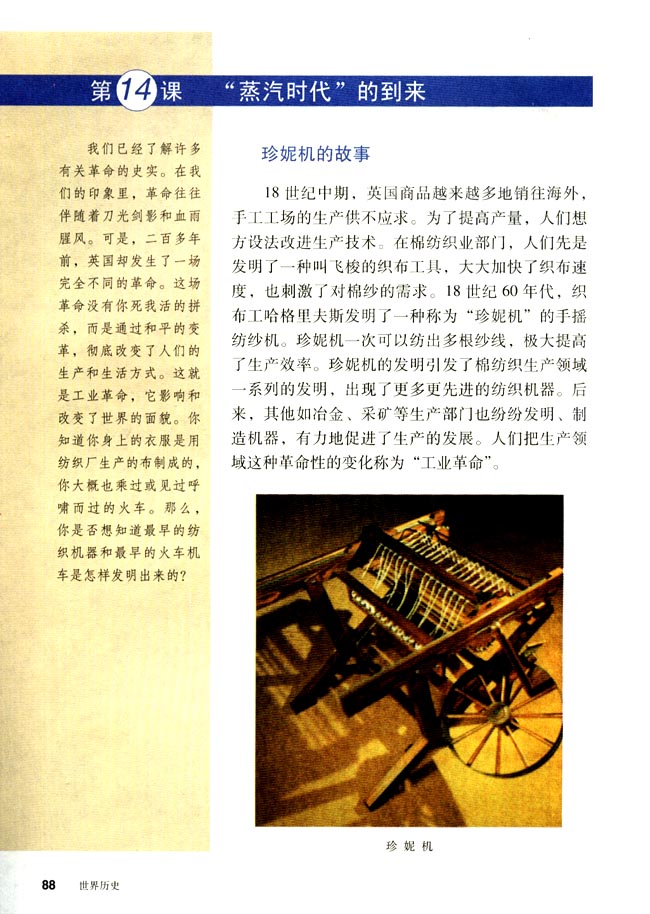 第14课 “蒸汽时代”的到来
我们已经了解许多
有关革命的史实。在我
们的印象里，革命往往
伴随着刀光剑影和血雨
腥风。可是，二百多年
前，英国却发生了一场
完全不同的革命。这场
革命没有你死我活的拼
杀，而是通过和平的变
革，彻底改变了人们的
生产和生活方式。这就
是工业革命，它影响和
改变了世界的面貌。你
知道你身上的衣服是用
纺织厂生产的布制成的，
你大概也乘过或见过呼
啸而过的火车。那么，
你是否想知道最早的纺
织机器和最早的火车机
车是怎样发明出来的？
珍妮机的故事
18 世纪中期，英国商品越来越多地销往海外，
手工工场的生产供不应求。为了提高产量，人们想
方设法改进生产技术。在棉纺织业部门，人们先是
发明了一种叫飞梭的织布工具，大大加快了织布速
度，也刺激了对棉纱的需求。18 世纪 60 年代，织
布工哈格里夫斯发明了一种称为“珍妮机”的手摇
纺纱机。珍妮机一次可以纺出多根纱线，极大提高
了生产效率。珍妮机的发明引发了棉纺织生产领域
一系列的发明，出现了更多更先进的纺织机器。后
来，其他如冶金、采矿等生产部门也纷纷发明、制
造机器，有力地促进了生产的发展。人们把生产领
域这种革命性的变化称为“工业革命”。
珍妮机
88 世界历史